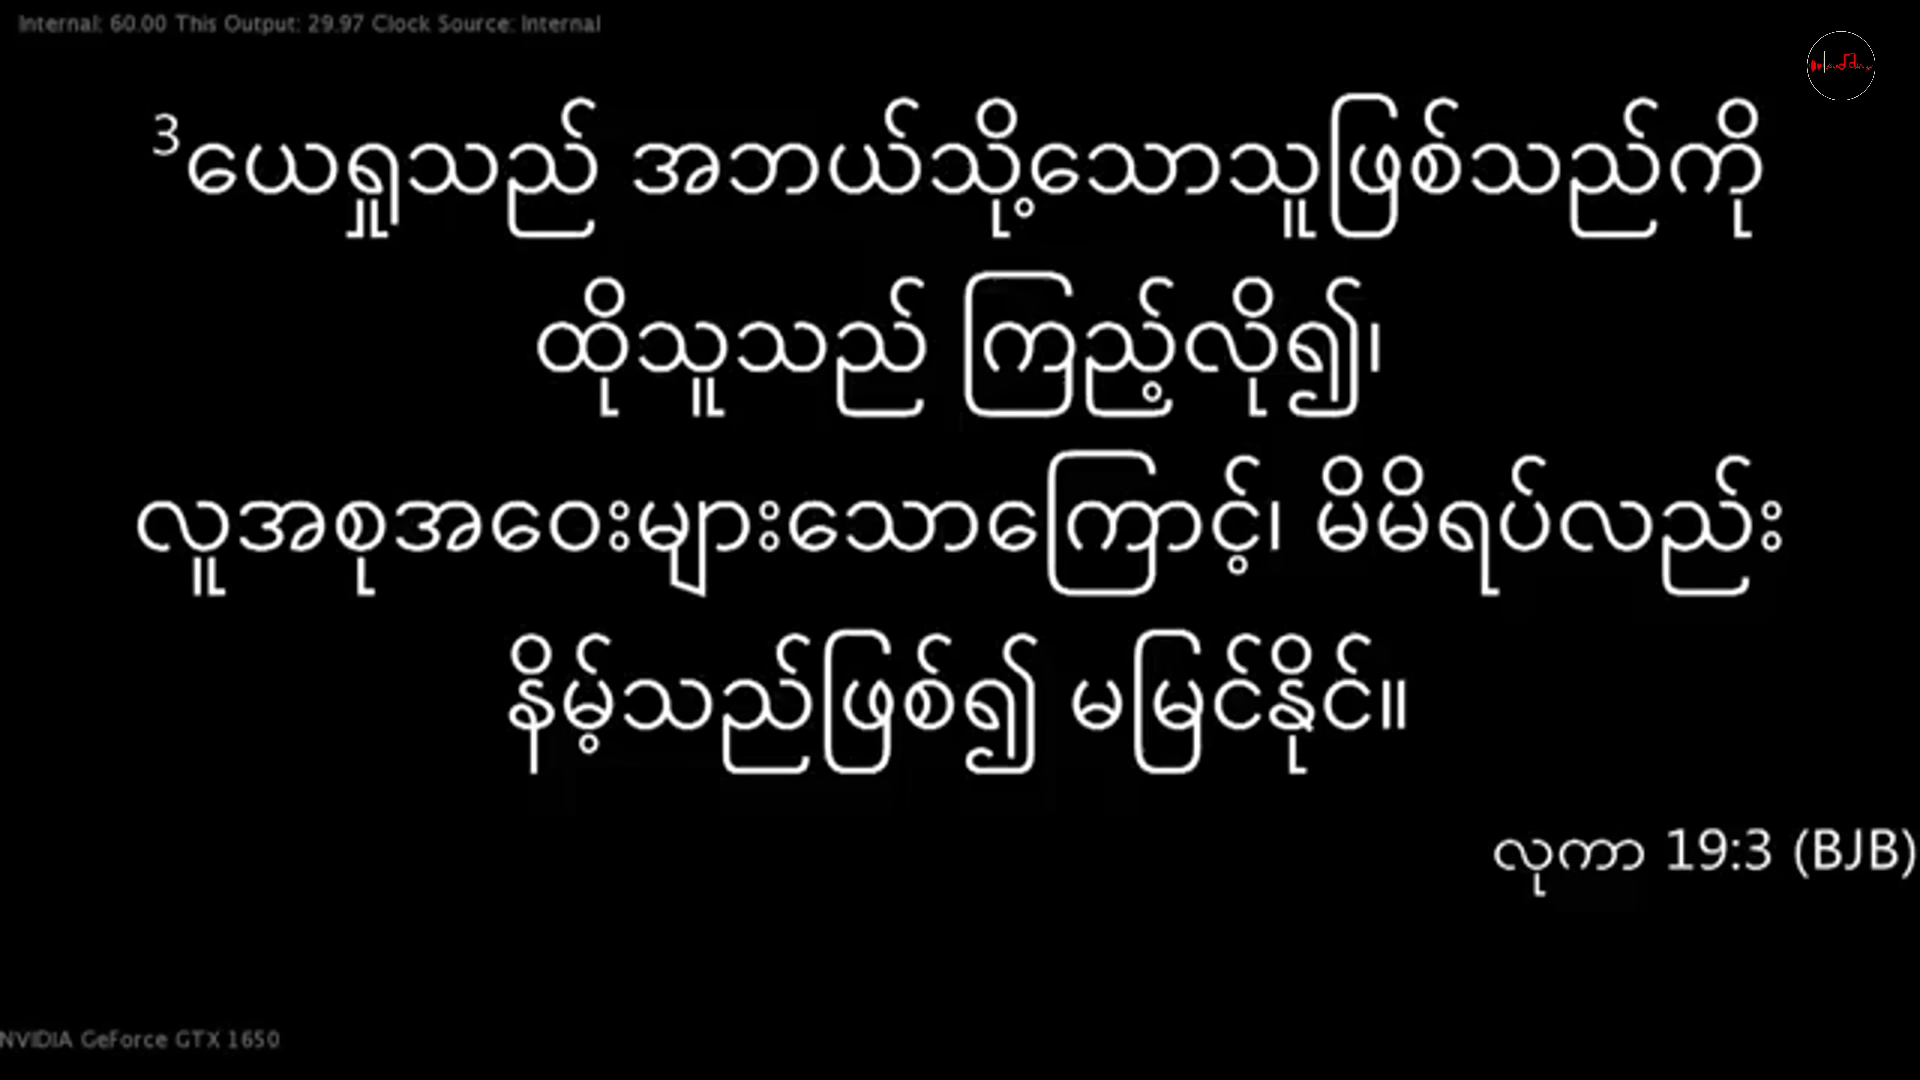 Internal: 60.00 This Output: 29.97 Clock Source: Internal
3ယေရှုသည် အဘယ်သို့သောသူဖြစ်သည်ကို
ထိုသူသည် ကြည့်လို၍၊
လူအစုအဝေးများသောကြောင့်၊ မိမိရပ်လည်း
နိမ့်သည်ဖြစ်၍ မမြင်နိုင်။
လုကာ 19:3 (BJB)
NVIDIA GeForce GTX 1650